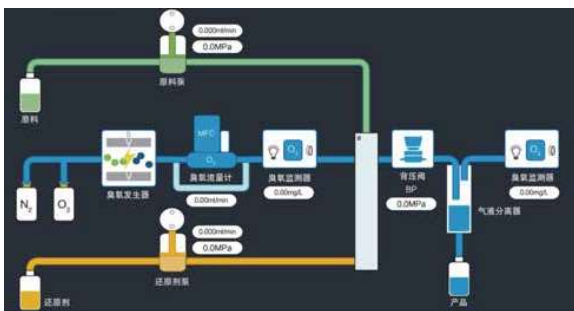 0.000ml/min
0.0MPa
原料泵
原料
MFC
O₃
O₃
O₃
臭氧发生器
臭氧流量计
臭氧监测器
背压阀
BP
臭氧监测器
0.00ml/min
0.00mg/L
0.0MPa
0.00mg/L
气液分离器
N₂
O₂
0.000ml/min
0.0MPa
还原剂泵
还原剂
产品